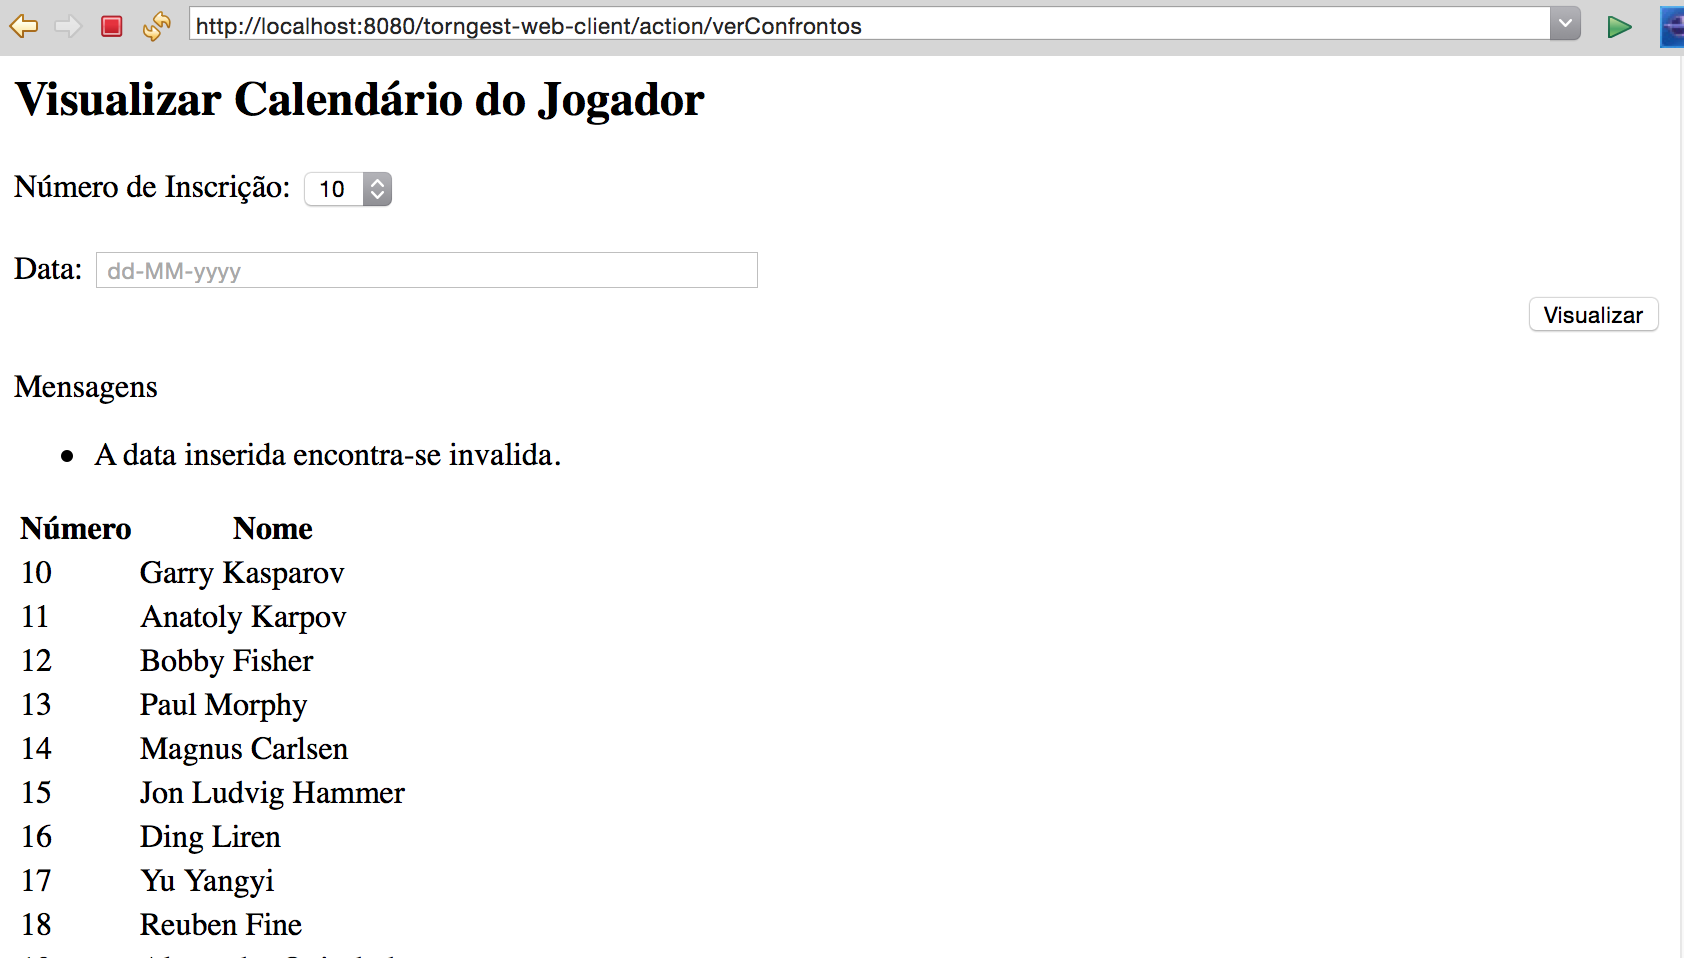 http://localhost:8080/torngest-web-client/action/verConfrontos
Visualizar Calendário do Jogador
Número de Inscrição: 10
Data: dd-MM-yyyy
Visualizar
Mensagens
• A data inserida encontra-se invalida.
Número Nome
10 Garry Kasparov
11 Anatoly Karpov
12 Bobby Fisher
13 Paul Morphy
14 Magnus Carlsen
15 Jon Ludvig Hammer
16 Ding Liren
17 Yu Yangyi
18 Reuben Fine